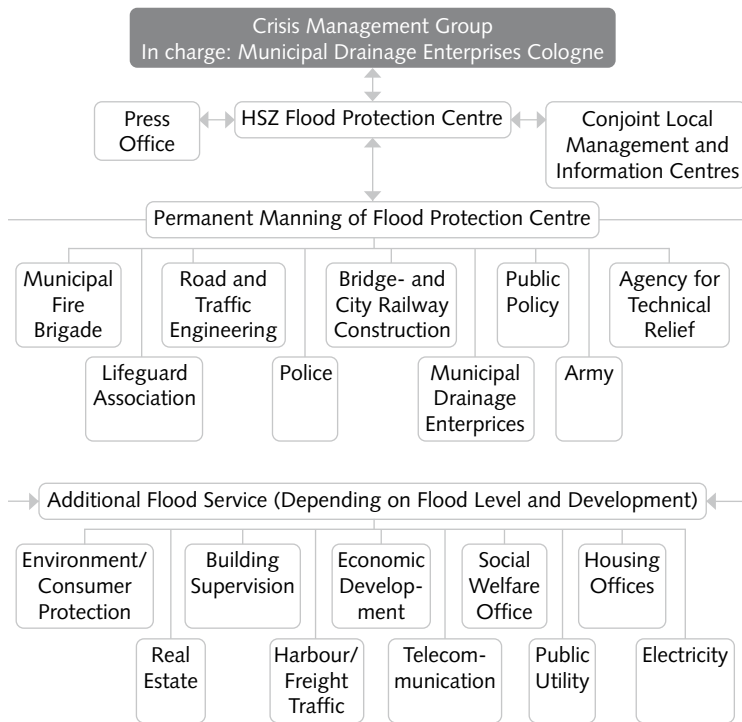 Crisis Management Group
In charge: Municipal Drainage Enterprises Cologne
Press
Office
HSZ Flood Protection Centre
Conjoint Local
Management and
Information Centres
Permanent Manning of Flood Protection Centre
Municipal
Fire
Brigade
Road and
Traffic
Engineering
Bridge- and
City Railway
Construction
Public
Policy
Agency for
Technical
Relief
Lifeguard
Association
Police
Municipal
Drainage
Enterprices
Army
Additional Flood Service (Depending on Flood Level and Development)
Environment/
Consumer
Protection
Building
Supervision
Economic
Develop-
ment
Social
Welfare
Office
Housing
Offices
Real
Estate
Harbour/
Freight
Traffic
Telecom-
munication
Public
Utility
Electricity